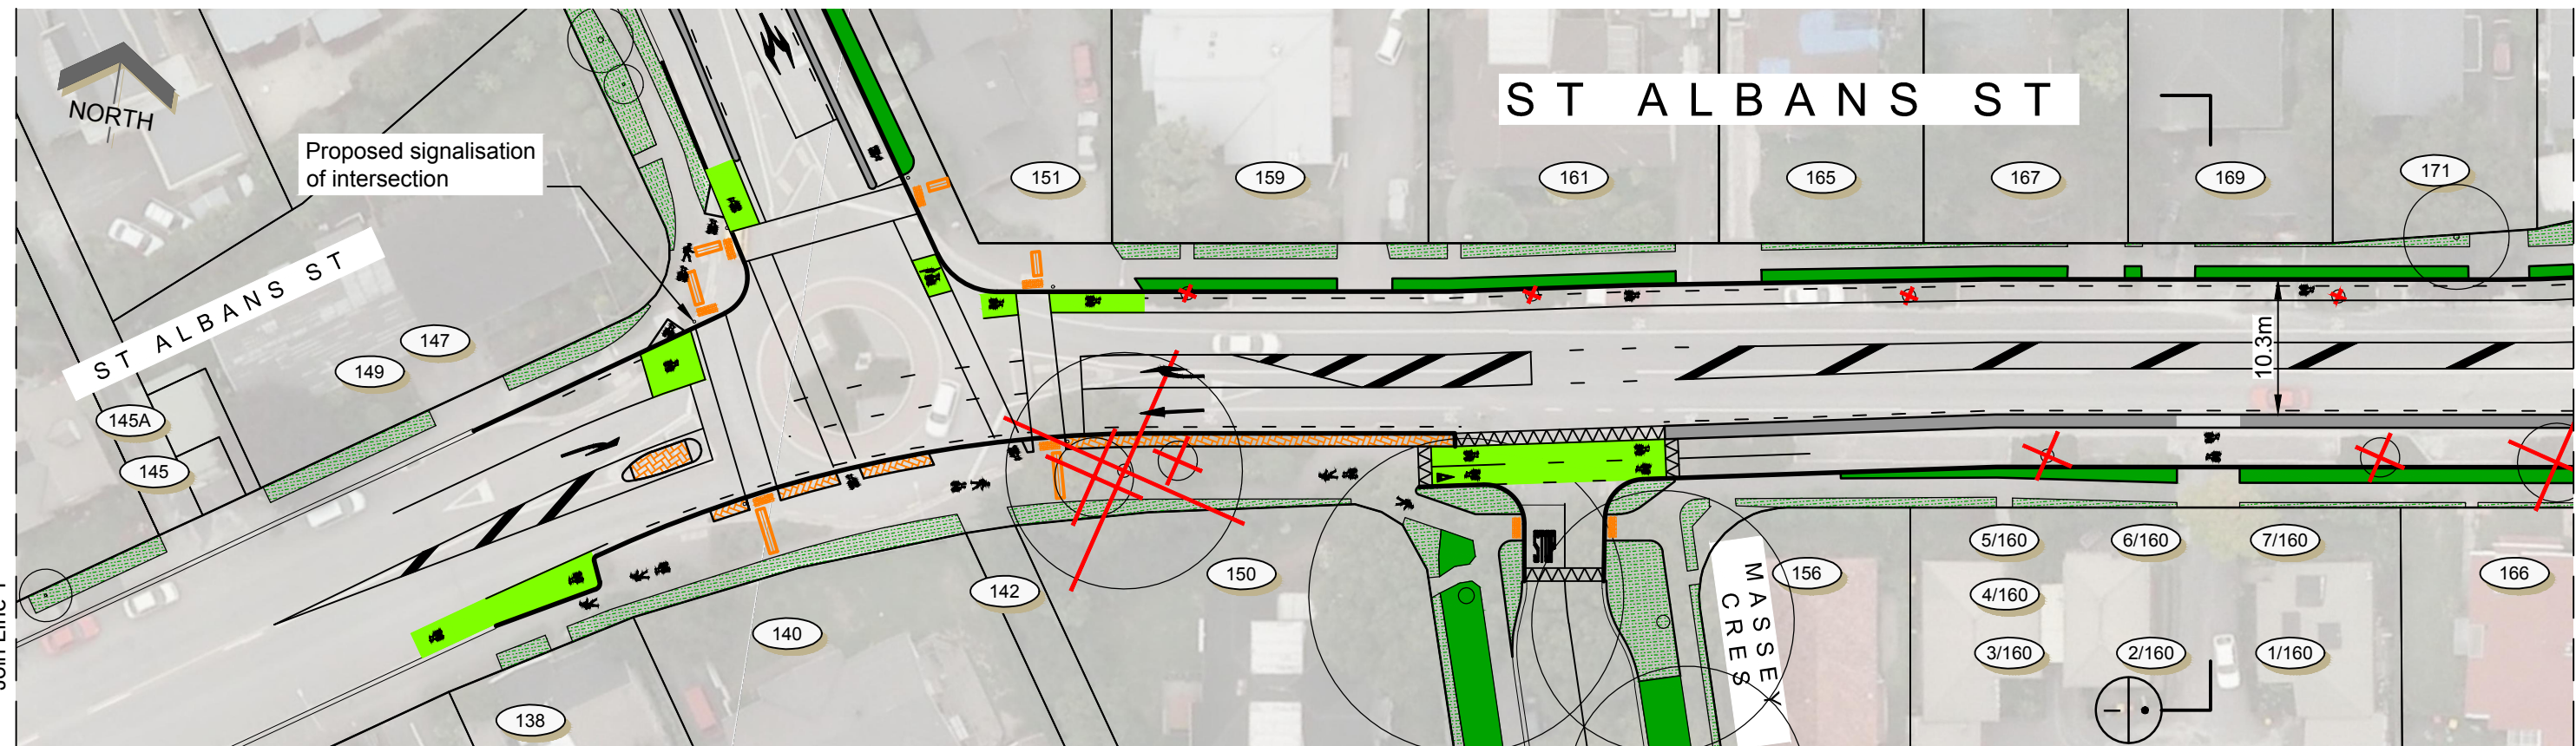 NORTH
Proposed signalisation
of intersection
ST ALBANS ST
ST ALBANS ST
151
159
161
165
167
169
171
147
149
145A
145
10.3m
STOP
MASSEY
CRES
138
140
142
150
156
5/160
6/160
7/160
4/160
3/160
2/160
1/160
166